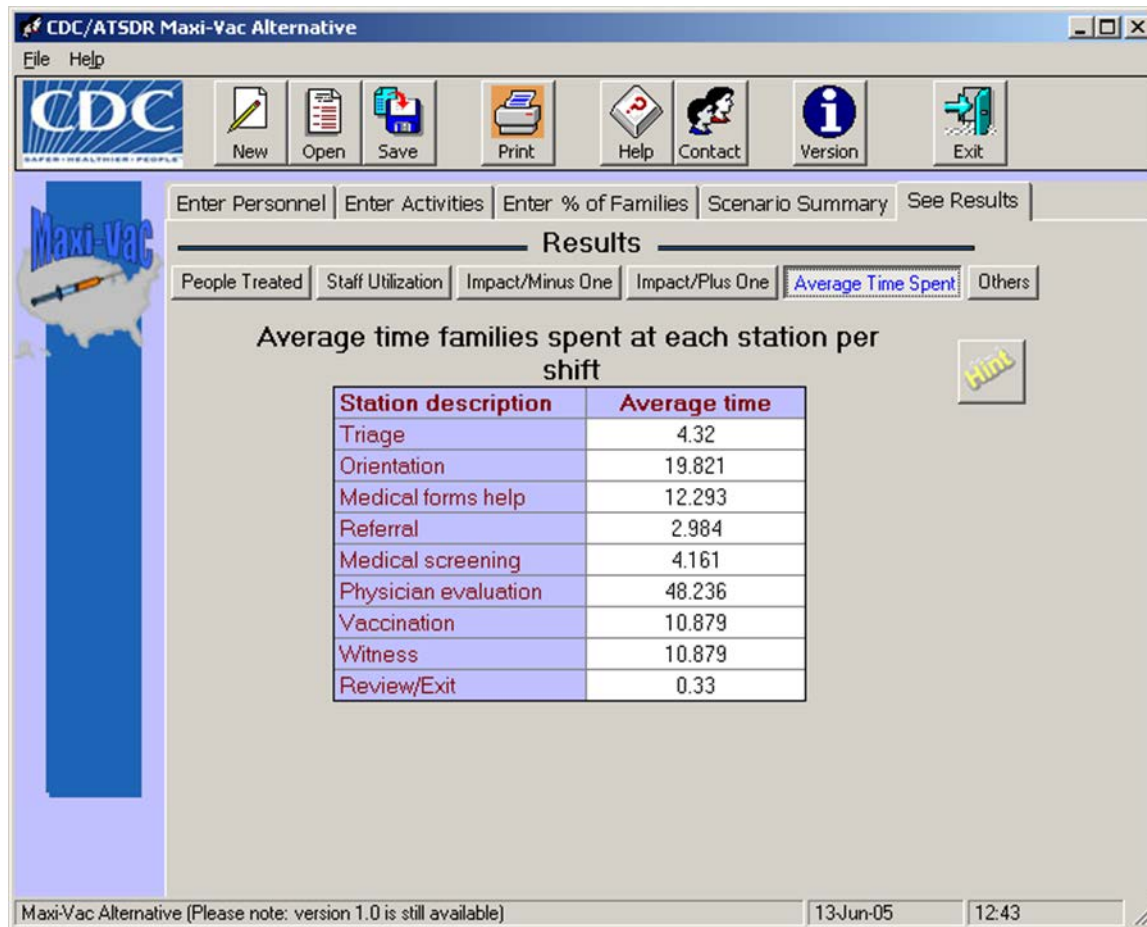 CDC/ATSDR Maxi-Vac Alternative
File Help
CDC
SAFER·HEALTHIER·PEOPLE™
New Open Save Print Help Contact Version Exit
Maxi-Vac
Enter Personnel Enter Activities Enter % of Families Scenario Summary See Results
Results
People Treated Staff Utilization Impact/Minus One Impact/Plus One Average Time Spent Others
Average time families spent at each station per
shift
Hint
Station description Average time
Triage 4.32
Orientation 19.821
Medical forms help 12.293
Referral 2.984
Medical screening 4.161
Physician evaluation 48.236
Vaccination 10.879
Witness 10.879
Review/Exit 0.33
Maxi-Vac Alternative (Please note: version 1.0 is still available) 13-Jun-05 12:43